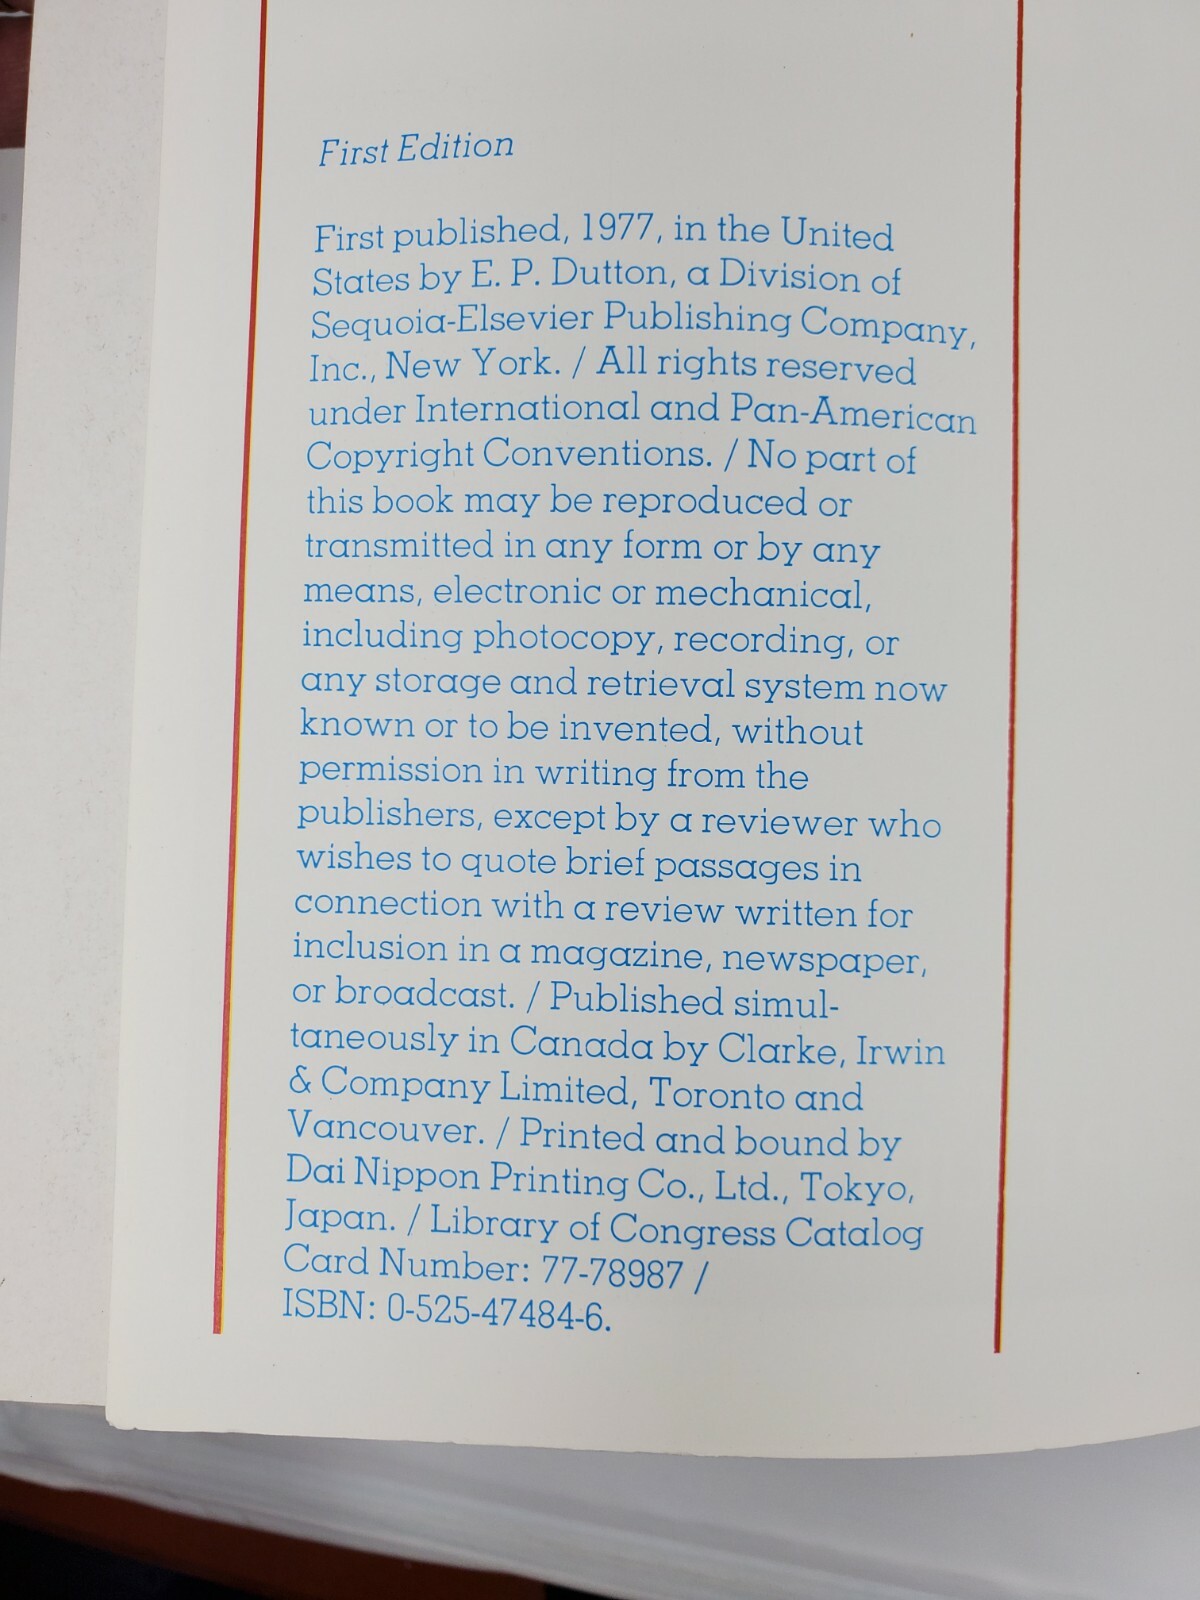 First Edition
First published, 1977, in the United
States by E. P. Dutton, a Division of
Sequoia-Elsevier Publishing Company,
Inc., New York. / All rights reserved
under International and Pan-American
Copyright Conventions. / No part of
this book may be reproduced or
transmitted in any form or by any
means, electronic or mechanical,
including photocopy, recording, or
any storage and retrieval system now
known or to be invented, without
permission in writing from the
publishers, except by a reviewer who
wishes to quote brief passages in
connection with a review written for
inclusion in a magazine, newspaper,
or broadcast. / Published simul-
taneously in Canada by Clarke, Irwin
& Company Limited, Toronto and
Vancouver. / Printed and bound by
Dai Nippon Printing Co., Ltd., Tokyo,
Japan. / Library of Congress Catalog
Card Number: 77-78987 /
ISBN: 0-525-47484-6.